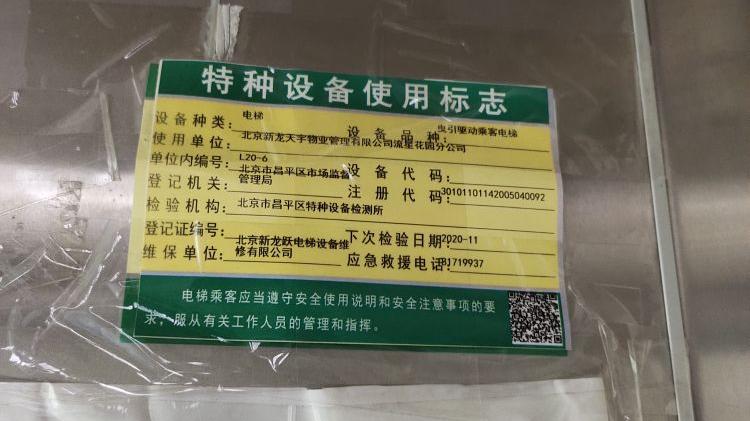 特种设备使用标志
设备种类：电梯 设备品种：曳引驱动乘客电梯
使用单位：北京新龙天宇物业管理有限公司流星花园分公司
单位内编号：L20-6 设备代码：
登记机关：北京市昌平区市场监督管理局 注册代码：30101101142005040092
检验机构：北京市昌平区特种设备检测所
登记证编号： 下次检验日期：2020-11
维保单位：北京新龙跃电梯设备维修有限公司 应急救援电话：81719937
电梯乘客应当遵守安全使用说明和安全注意事项的要
求，服从有关工作人员的管理和指挥。